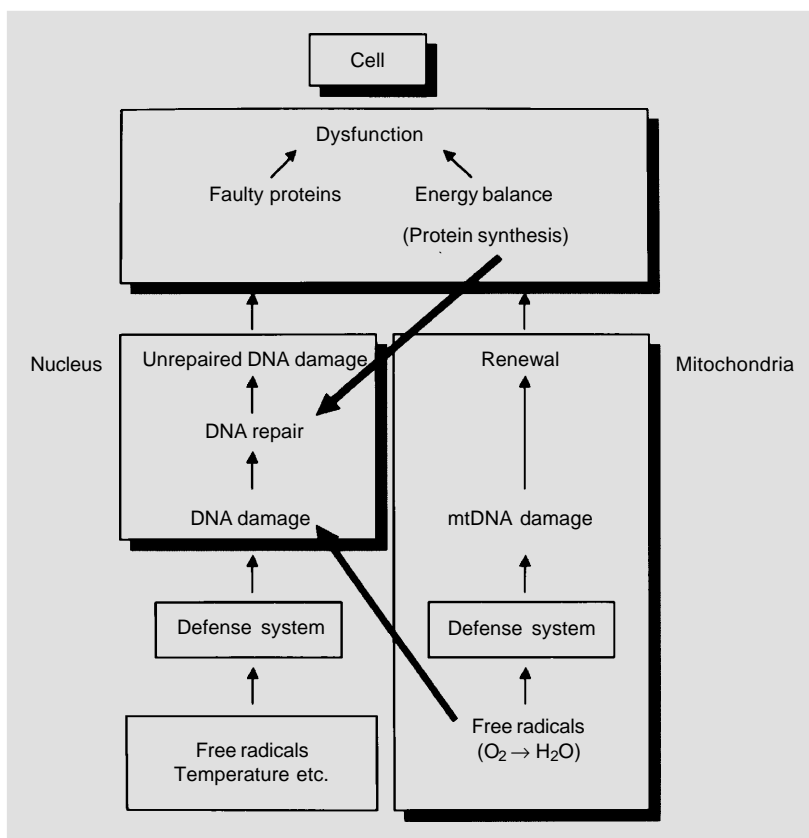 Cell
Dysfunction
Faulty proteins
Energy balance
(Protein synthesis)
Nucleus
Unrepaired DNA damage
Renewal
Mitochondria
DNA repair
DNA damage
mtDNA damage
Defense system
Defense system
Free radicals
(O₂ → H₂O)
Free radicals
Temperature etc.